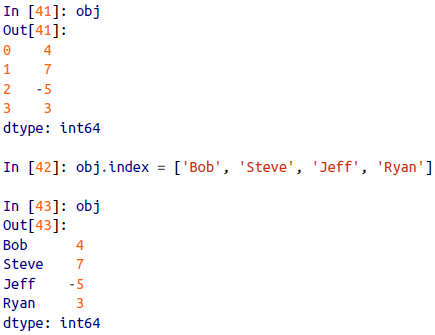 In [41]: obj
Out[41]:
0    4
1    7
2   -5
3    3
dtype: int64
In [42]: obj.index = ['Bob', 'Steve', 'Jeff', 'Ryan']
In [43]: obj
Out[43]:
Bob      4
Steve    7
Jeff    -5
Ryan     3
dtype: int64